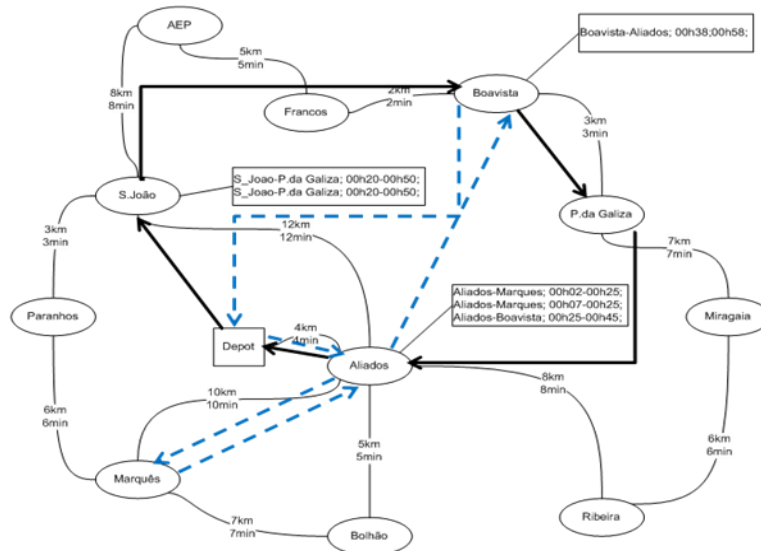 AEP
Boavista-Aliados; 00h38;00h58;
5km
5min
8km
8min
2km
2min
Francos
Boavista
3km
3min
S_Joao-P.da Galiza; 00h20-00h50;
S_Joao-P.da Galiza; 00h20-00h50;
S.João
P.da Galiza
12km
12min
3km
3min
7km
7min
Aliados-Marques; 00h02-00h25;
Aliados-Marques; 00h07-00h25;
Aliados-Boavista; 00h25-00h45;
Paranhos
Miragaia
4km
4min
Depot
Aliados
8km
8min
10km
10min
6km
6min
5km
5min
6km
6min
Marquês
Ribeira
7km
7min
Bolhão